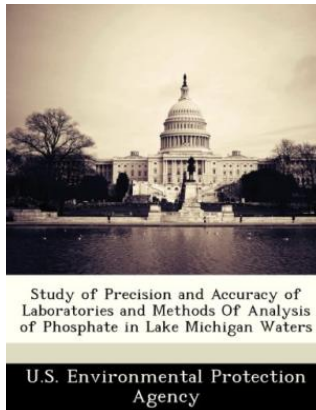 Study of Precision and Accuracy of
Laboratories and Methods Of Analysis
of Phosphate in Lake Michigan Waters
U.S. Environmental Protection
Agency